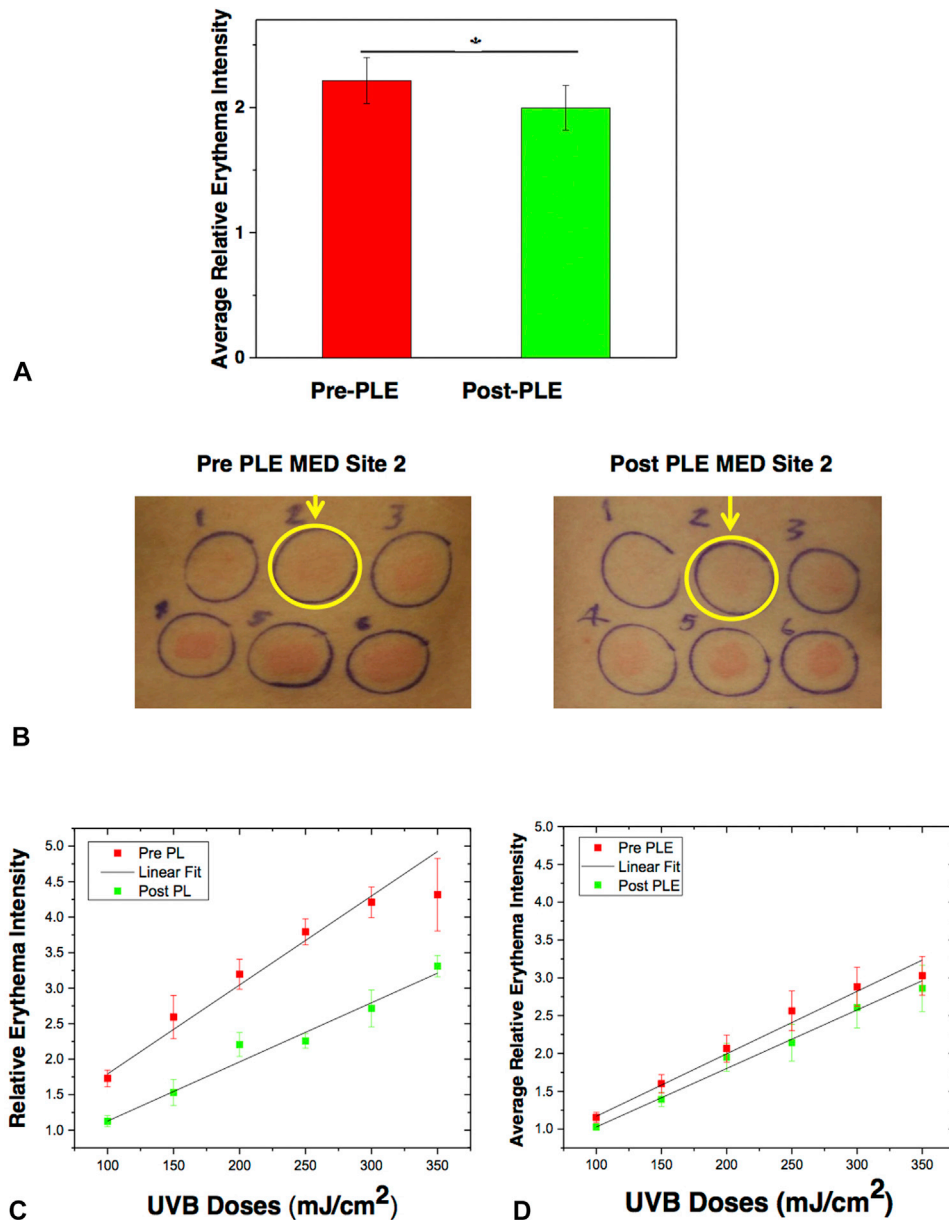 Average Relative Erythema Intensity
2
1
0
*
Pre-PLE Post-PLE
A
Pre PLE MED Site 2
1 2 3
4 5 6
Post PLE MED Site 2
1 2 3
4 5 6
B
Relative Erythema Intensity
5.0
4.5
4.0
3.5
3.0
2.5
2.0
1.5
1.0
Pre PL
Linear Fit
Post PL
100 150 200 250 300 350
UVB Doses (mJ/cm²)
C
Average Relative Erythema Intensity
5.0
4.5
4.0
3.5
3.0
2.5
2.0
1.5
1.0
Pre PLE
Linear Fit
Post PLE
100 150 200 250 300 350
UVB Doses (mJ/cm²)
D